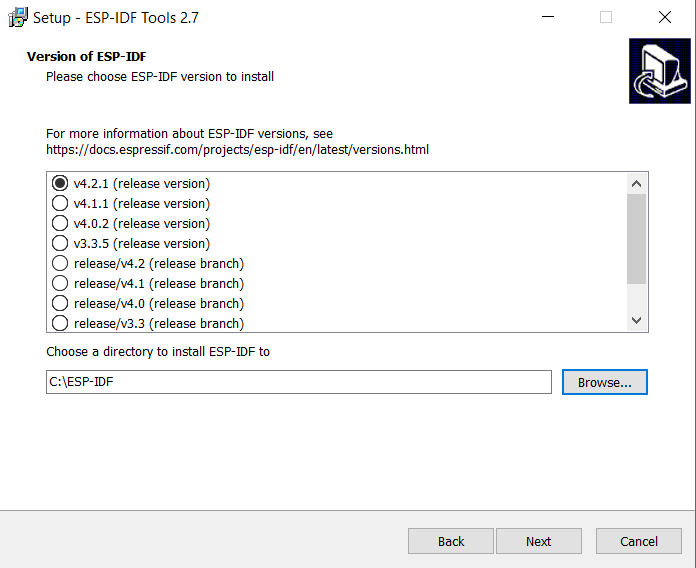 Setup - ESP-IDF Tools 2.7
Version of ESP-IDF
Please choose ESP-IDF version to install
For more information about ESP-IDF versions, see
https://docs.espressif.com/projects/esp-idf/en/latest/versions.html
v4.2.1 (release version)
v4.1.1 (release version)
v4.0.2 (release version)
v3.3.5 (release version)
release/v4.2 (release branch)
release/v4.1 (release branch)
release/v4.0 (release branch)
release/v3.3 (release branch)
Choose a directory to install ESP-IDF to
C:\ESP-IDF
Browse...
Back
Next
Cancel